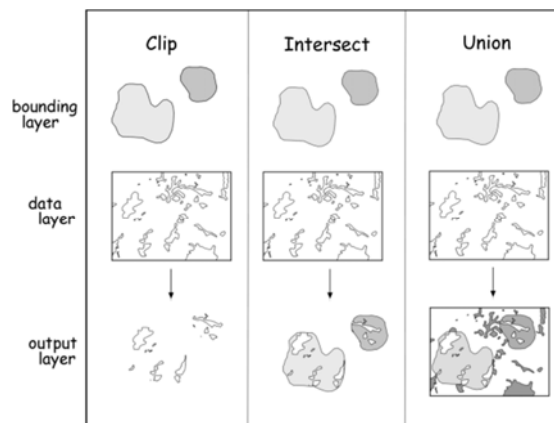 Clip
Intersect
Union
bounding
layer
data
layer
output
layer